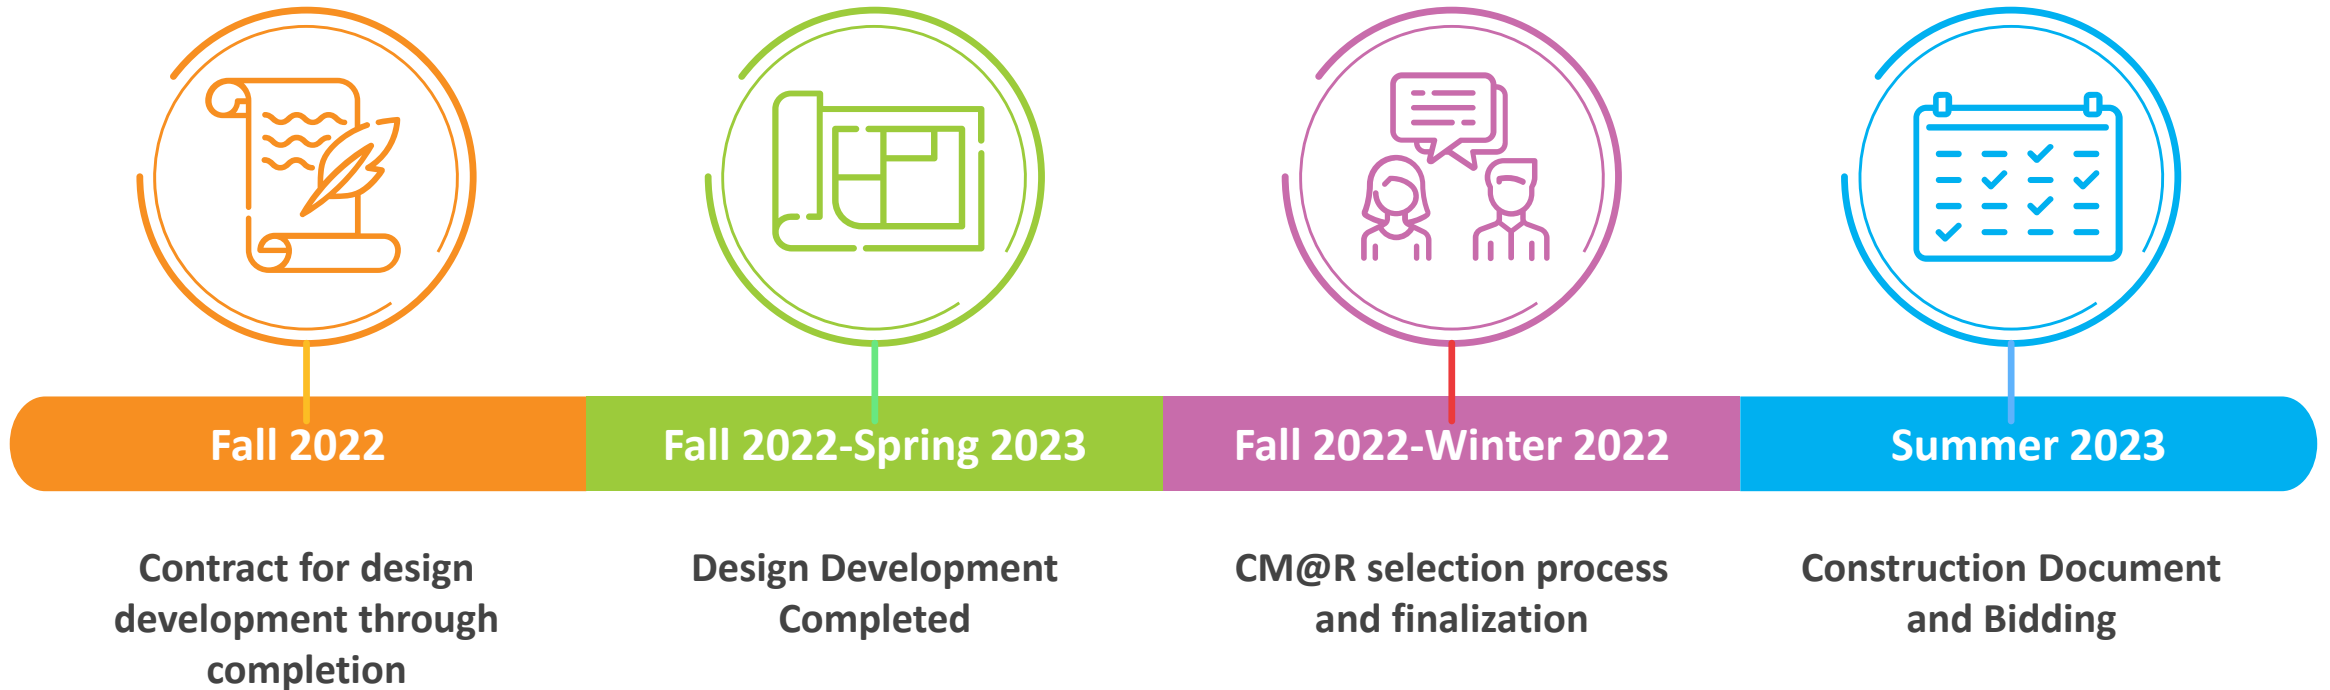 Fall 2022
Contract for design
development through
completion
Fall 2022-Spring 2023
Design Development
Completed
Fall 2022-Winter 2022
CM@R selection process
and finalization
Summer 2023
Construction Document
and Bidding